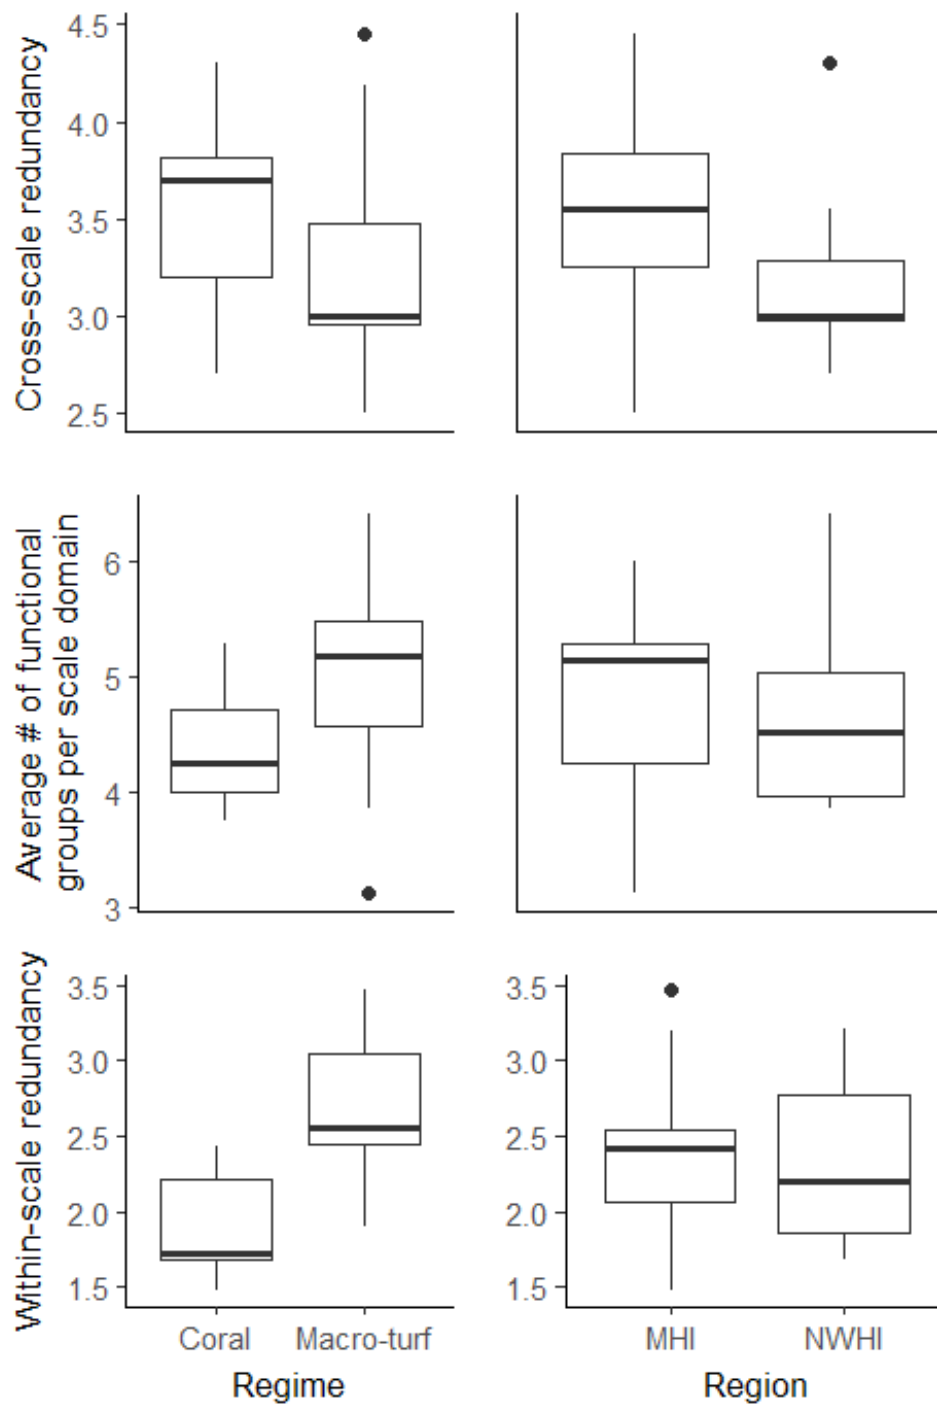 Cross-scale redundancy
4.5
4.0
3.5
3.0
2.5
Average # of functional
groups per scale domain
6
5
4
3
Within-scale redundancy
3.5
3.0
2.5
2.0
1.5
Coral Macro-turf
Regime
3.5
3.0
2.5
2.0
1.5
MHI NWHI
Region